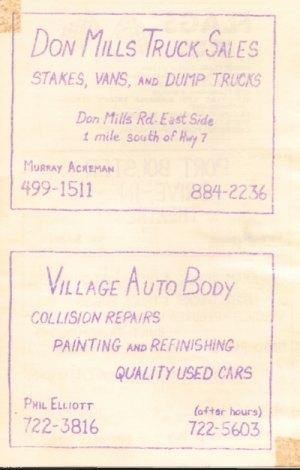 DON MILLS TRUCK SALES
STAKES, VANS, AND DUMP TRUCKS
Don Mills Rd. East Side
1 mile south of Hwy 7
MURRAY ACREMAN
499-1511 884-2236
VILLAGE AUTO BODY
COLLISION REPAIRS
PAINTING AND REFINISHING
QUALITY USED CARS
PHIL ELLIOTT (after hours)
722-3816 722-5603